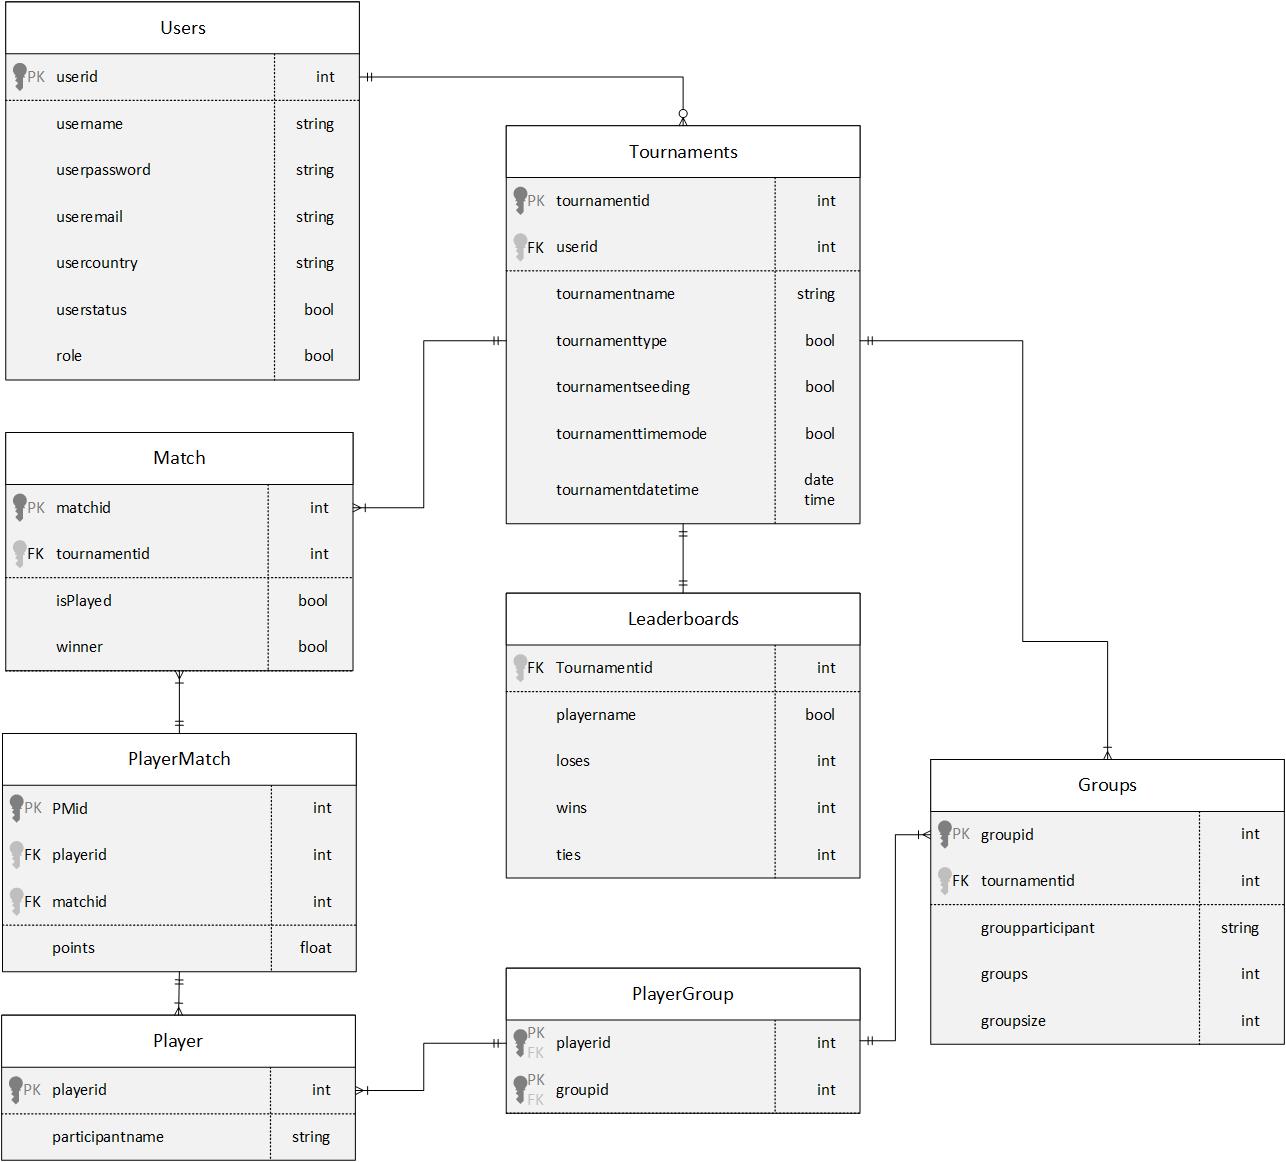 Users
PK userid int
username string
userpassword string
useremail string
usercountry string
userstatus bool
role bool
Tournaments
PK tournamentid int
FK userid int
tournamentname string
tournamenttype bool
tournamentseeding bool
tournamenttimemode bool
tournamentdatetime date
time
Match
PK matchid int
FK tournamentid int
isPlayed bool
winner bool
Leaderboards
FK Tournamentid int
playername bool
loses int
wins int
ties int
PlayerMatch
PK PMid int
FK playerid int
FK matchid int
points float
Groups
PK groupid int
FK tournamentid int
groupparticipant string
groups int
groupsize int
PlayerGroup
PK
FK playerid int
PK
FK groupid int
Player
PK playerid int
participantname string